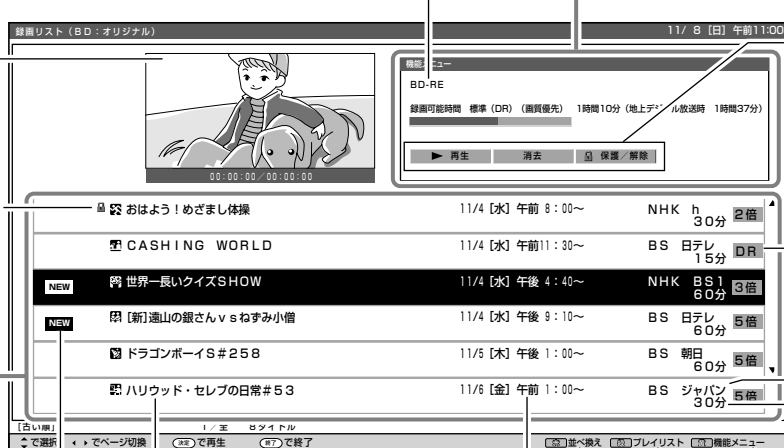 録画リスト（BD：オリジナル）
11/ 8 ［日］ 午前11:00
機能メニュー
BD-RE
録画可能時間 標準（DR）（画質優先） 1時間10分（地上デジタル放送時 1時間37分）
▶ 再生 消去 保護／解除
00:00:00／00:00:00
おはよう！めざまし体操 11/4［水］午前 8：00～ NHK h 30分 2倍
CASHING WORLD 11/4［水］午前11：30～ BS 日テレ 15分 DR
NEW 世界一長いクイズSHOW 11/4［水］午後 4：40～ NHK BS1 60分 3倍
NEW ［新］遠山の銀さんvsねずみ小僧 11/4［水］午後 9：10～ BS 日テレ 60分 5倍
ドラゴンボーイS＃258 11/5［木］午後 1：00～ BS 朝日 60分 5倍
ハリウッド・セレブの日常＃53 11/6［金］午前 1：00～ BS ジャパン 30分 5倍
［古い順］ 1／全 8タイトル
で選択 でページ切換 決定 で再生 終了 で終了 並べ換え プレイリスト 機能メニュー